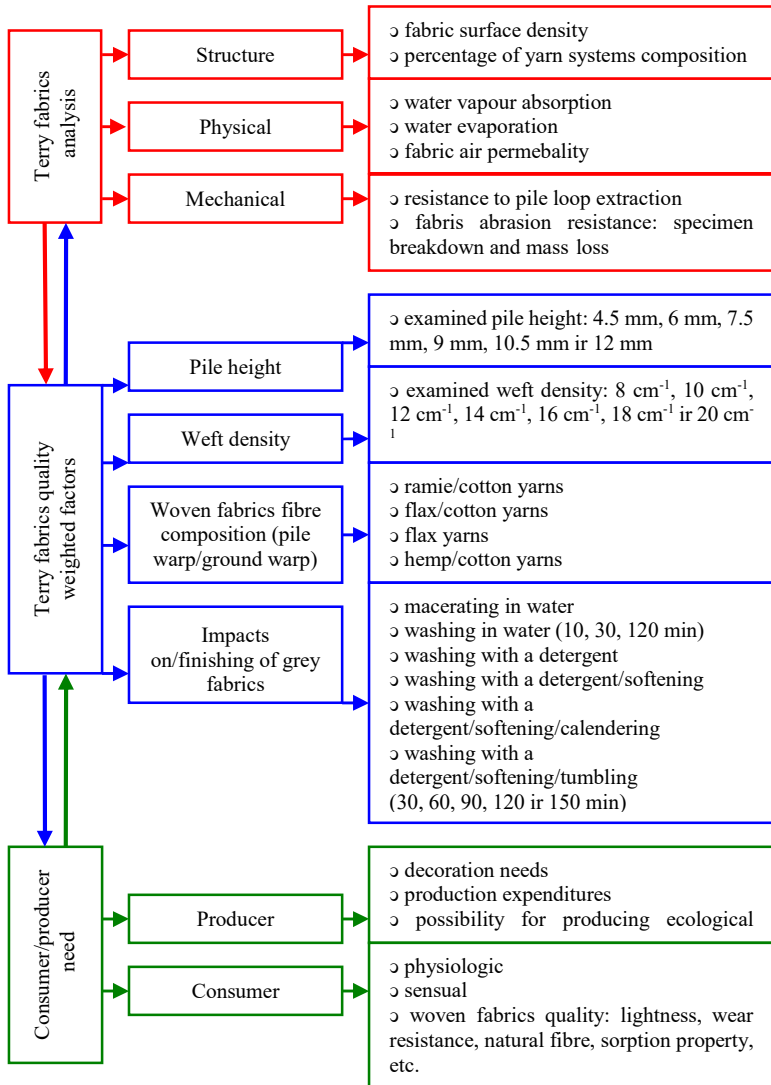 Terry fabrics
analysis
Structure
ɔ fabric surface density
ɔ percentage of yarn systems composition
Physical
ɔ water vapour absorption
ɔ water evaporation
ɔ fabric air permebality
Mechanical
ɔ resistance to pile loop extraction
ɔ fabris abrasion resistance: specimen
breakdown and mass loss
Terry fabrics quality
weighted factors
Pile height
ɔ examined pile height: 4.5 mm, 6 mm, 7.5
mm, 9 mm, 10.5 mm ir 12 mm
Weft density
ɔ examined weft density: 8 cm⁻¹, 10 cm⁻¹,
12 cm⁻¹, 14 cm⁻¹, 16 cm⁻¹, 18 cm⁻¹ ir 20 cm⁻
¹
Woven fabrics fibre
composition (pile
warp/ground warp)
ɔ ramie/cotton yarns
ɔ flax/cotton yarns
ɔ flax yarns
ɔ hemp/cotton yarns
Impacts
on/finishing of grey
fabrics
ɔ macerating in water
ɔ washing in water (10, 30, 120 min)
ɔ washing with a detergent
ɔ washing with a detergent/softening
ɔ washing with a
detergent/softening/calendering
ɔ washing with a
detergent/softening/tumbling
(30, 60, 90, 120 ir 150 min)
Consumer/producer
need
Producer
ɔ decoration needs
ɔ production expenditures
ɔ possibility for producing ecological
Consumer
ɔ physiologic
ɔ sensual
ɔ woven fabrics quality: lightness, wear
resistance, natural fibre, sorption property,
etc.